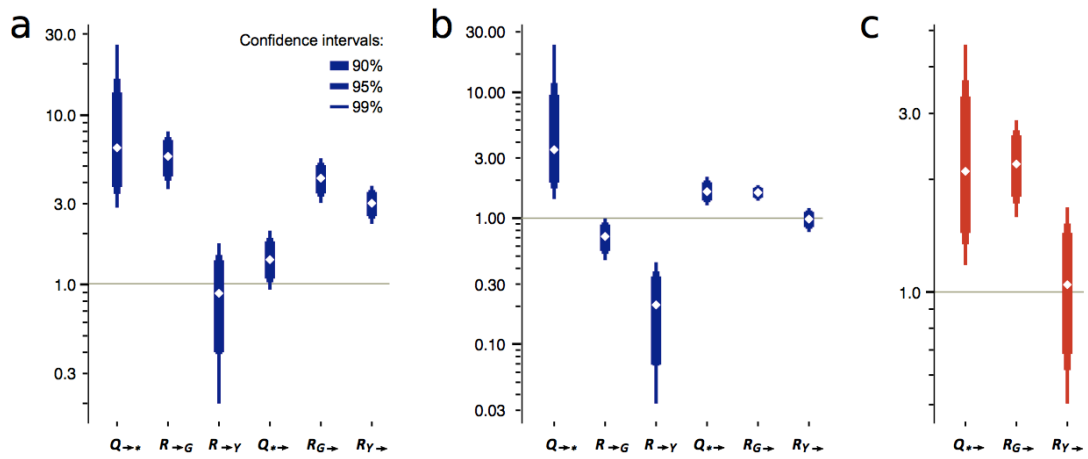 a
30.0
10.0
3.0
1.0
0.3
Confidence intervals:
90%
95%
99%
Q→* R→G R→Y Q*→ RG→ RY→
b
30.00
10.00
3.00
1.00
0.30
0.10
0.03
Q→* R→G R→Y Q*→ RG→ RY→
c
3.0
1.0
Q*→ RG→ RY→